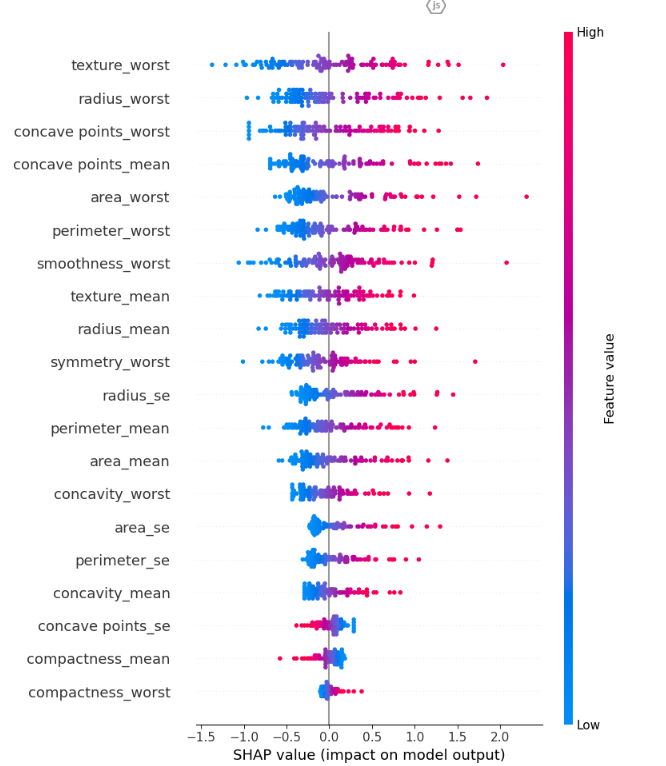 js
High
texture_worst
radius_worst
concave points_worst
concave points_mean
area_worst
perimeter_worst
smoothness_worst
texture_mean
radius_mean
symmetry_worst
radius_se
perimeter_mean
area_mean
concavity_worst
area_se
perimeter_se
concavity_mean
concave points_se
compactness_mean
compactness_worst
Feature value
Low
−1.5 −1.0 −0.5 0.0 0.5 1.0 1.5 2.0
SHAP value (impact on model output)